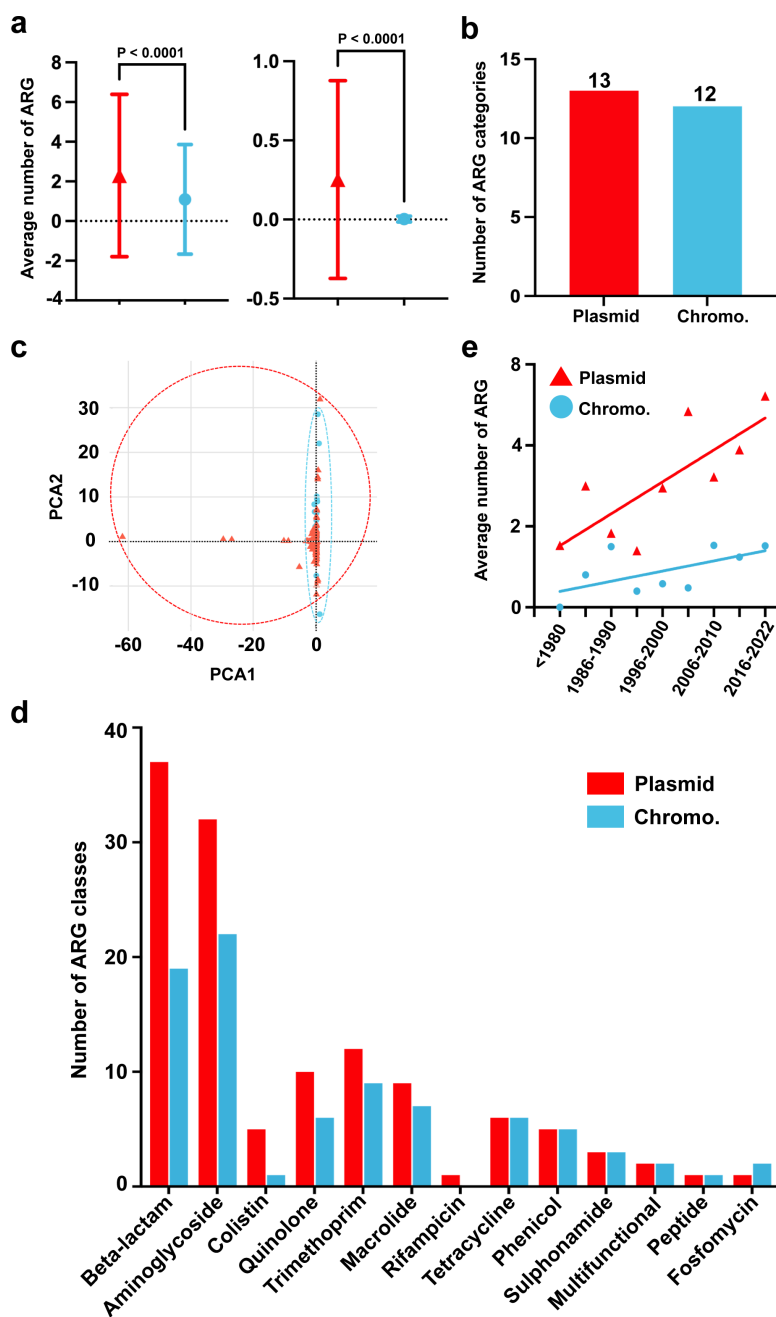 a
P < 0.0001
Average number of ARG
8
6
4
2
0
-2
-4
P < 0.0001
1.0
0.5
0.0
-0.5
b
Number of ARG categories
15
10
5
0
13
12
Plasmid
Chromo.
c
PCA2
30
20
10
0
-10
-60
-40
-20
0
PCA1
e
Average number of ARG
8
4
2
0
Plasmid
Chromo.
<1980
1986-1990
1996-2000
2006-2010
2016-2022
d
Number of ARG classes
40
30
20
10
0
Plasmid
Chromo.
Beta-lactam
Aminoglycoside
Colistin
Quinolone
Trimethoprim
Macrolide
Rifampicin
Tetracycline
Phenicol
Sulphonamide
Multifunctional
Peptide
Fosfomycin